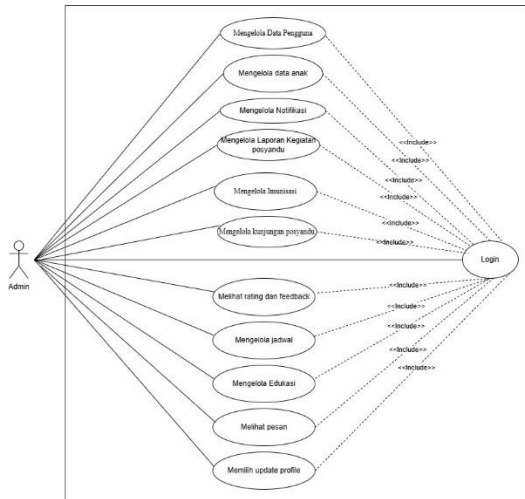 Mengelola Data Pengguna
Mengelola data anak
Mengelola Notifikasi
Mengelola Laporan Kegiatan
posyandu
Mengelola Imunisasi
Mengelola kunjungan posyandu
Melihat rating dan feedback
Mengelola jadwal
Mengelola Edukasi
Melihat pesan
Memilih update profile
Admin
Login
<<Include>>
<<Include>>
<<Include>>
<<Include>>
<<Include>>
<<Include>>
<<Include>>
<<Include>>
<<Include>>
<<Include>>
<<Include>>